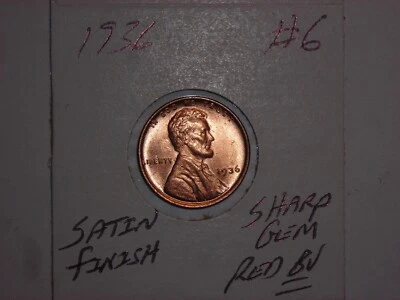 1936 #6
LIBERTY
1936
SATIN
FINISH
SHARP
GEM
RED BU